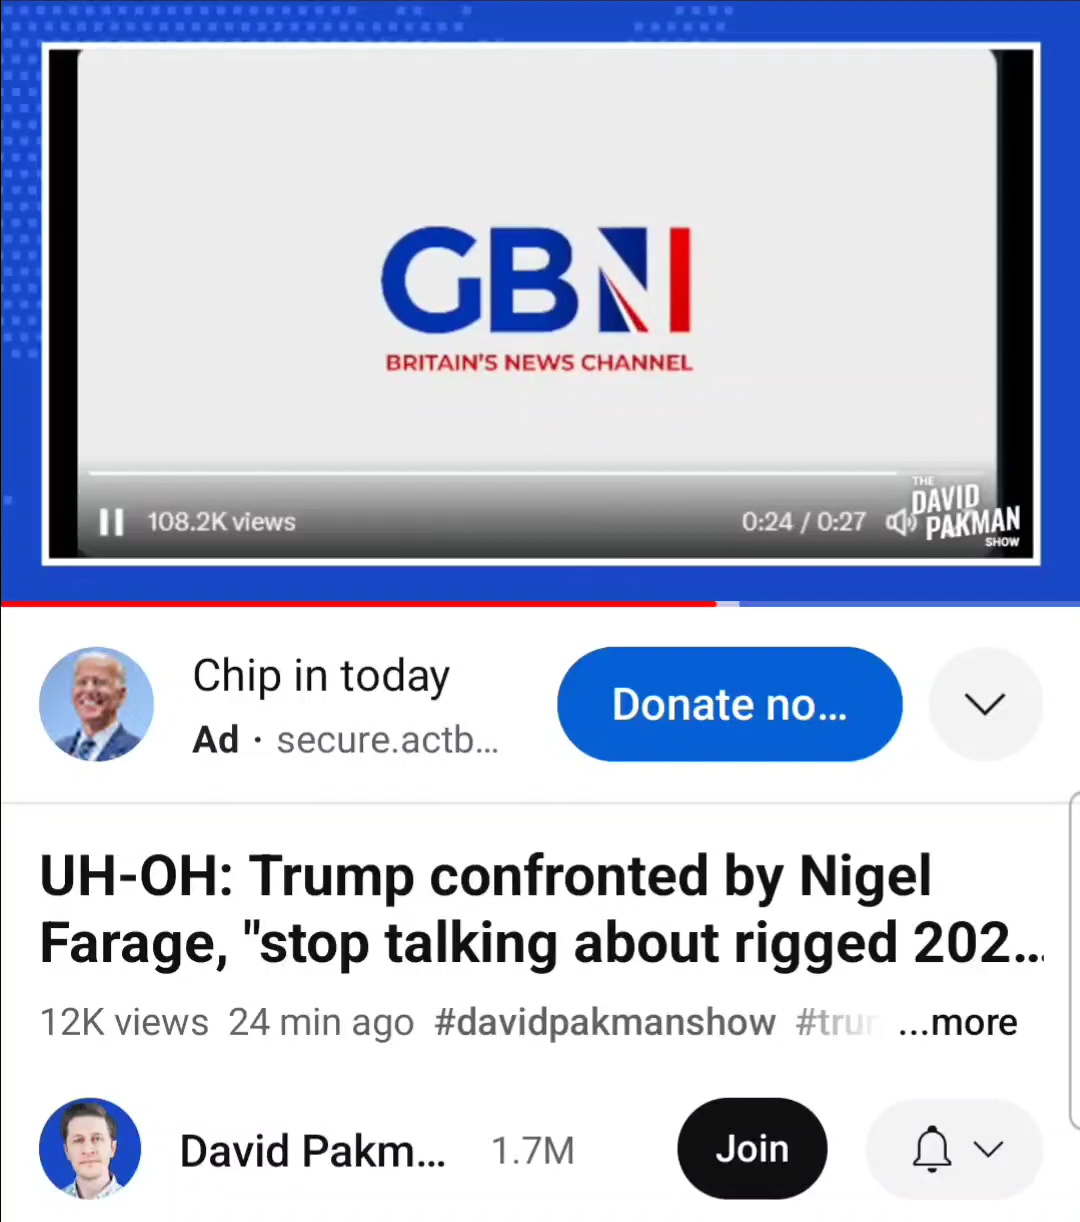 GBN
BRITAIN'S NEWS CHANNEL
108.2K views
0:24 / 0:27
THE
DAVID
PAKMAN
SHOW
Chip in today
Ad · secure.actb...
Donate no...
UH-OH: Trump confronted by Nigel
Farage, "stop talking about rigged 202...
12K views 24 min ago #davidpakmanshow #trum ...more
David Pakm... 1.7M
Join